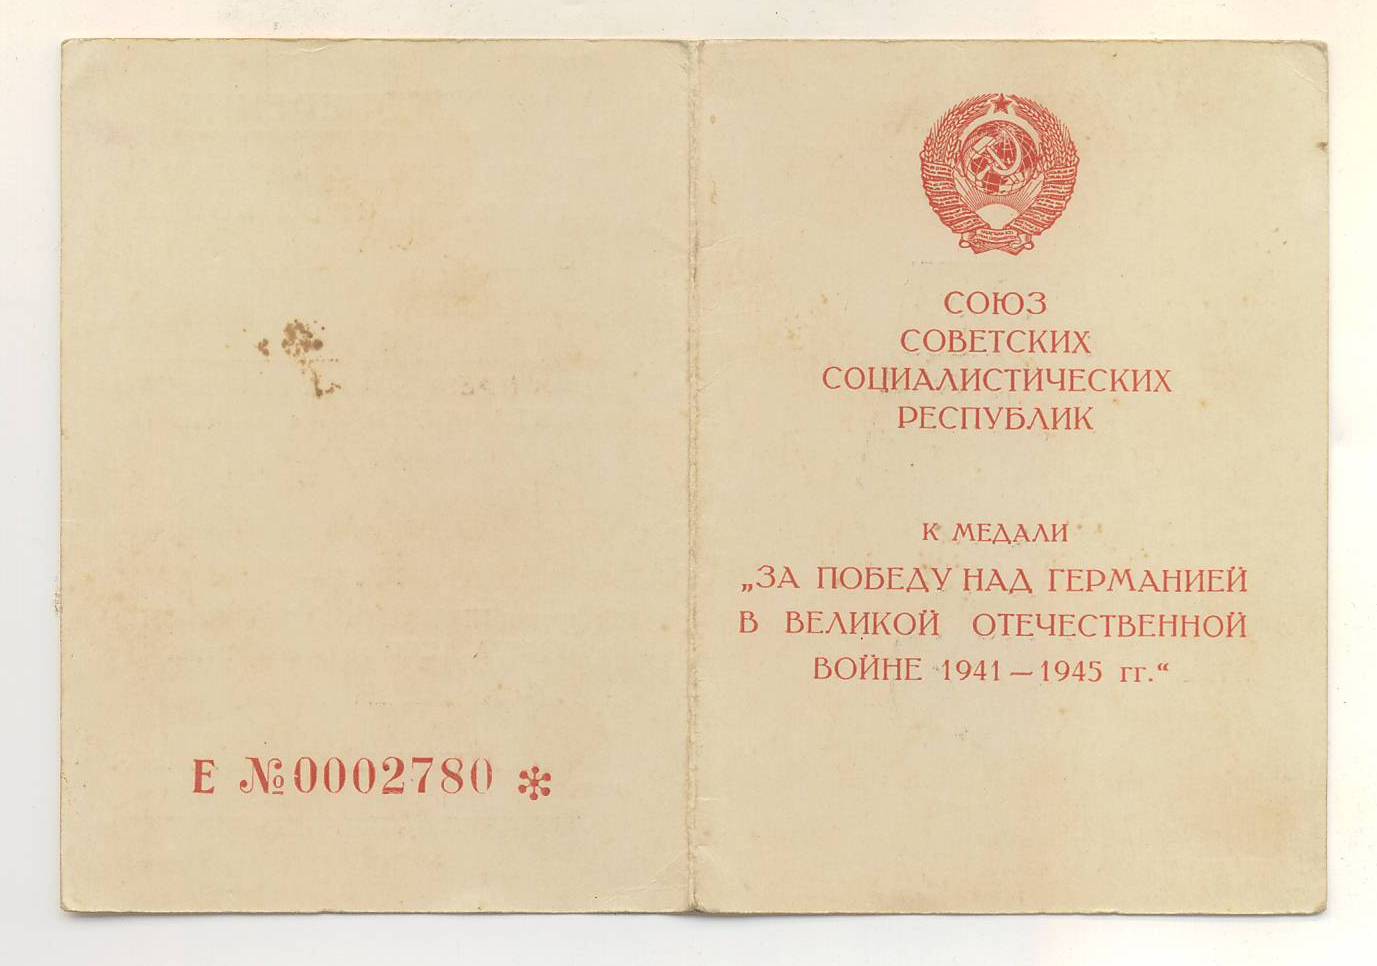 Е №0002780 *
СОЮЗ
СОВЕТСКИХ
СОЦИАЛИСТИЧЕСКИХ
РЕСПУБЛИК
К МЕДАЛИ
„ЗА ПОБЕДУ НАД ГЕРМАНИЕЙ
В ВЕЛИКОЙ ОТЕЧЕСТВЕННОЙ
ВОЙНЕ 1941—1945 гг.“